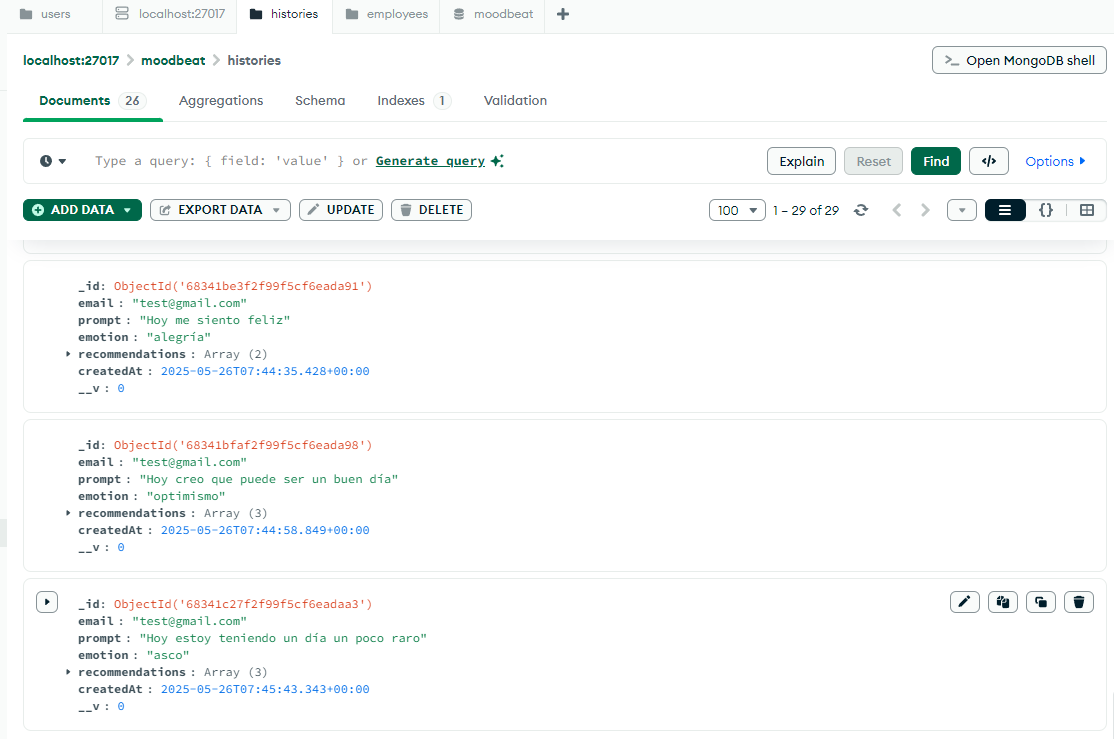 users localhost:27017 histories employees moodbeat
localhost:27017 > moodbeat > histories
>_ Open MongoDB shell
Documents 26 Aggregations Schema Indexes 1 Validation
Type a query: { field: 'value' } or Generate query
Explain Reset Find </> Options
ADD DATA EXPORT DATA UPDATE DELETE
100 1 – 29 of 29 {}
_id: ObjectId('68341be3f2f99f5cf6eada91')
email : "test@gmail.com"
prompt : "Hoy me siento feliz"
emotion : "alegría"
recommendations : Array (2)
createdAt : 2025-05-26T07:44:35.428+00:00
__v : 0
_id: ObjectId('68341bfaf2f99f5cf6eada98')
email : "test@gmail.com"
prompt : "Hoy creo que puede ser un buen día"
emotion : "optimismo"
recommendations : Array (3)
createdAt : 2025-05-26T07:44:58.849+00:00
__v : 0
_id: ObjectId('68341c27f2f99f5cf6eadaa3')
email : "test@gmail.com"
prompt : "Hoy estoy teniendo un día un poco raro"
emotion : "asco"
recommendations : Array (3)
createdAt : 2025-05-26T07:45:43.343+00:00
__v : 0